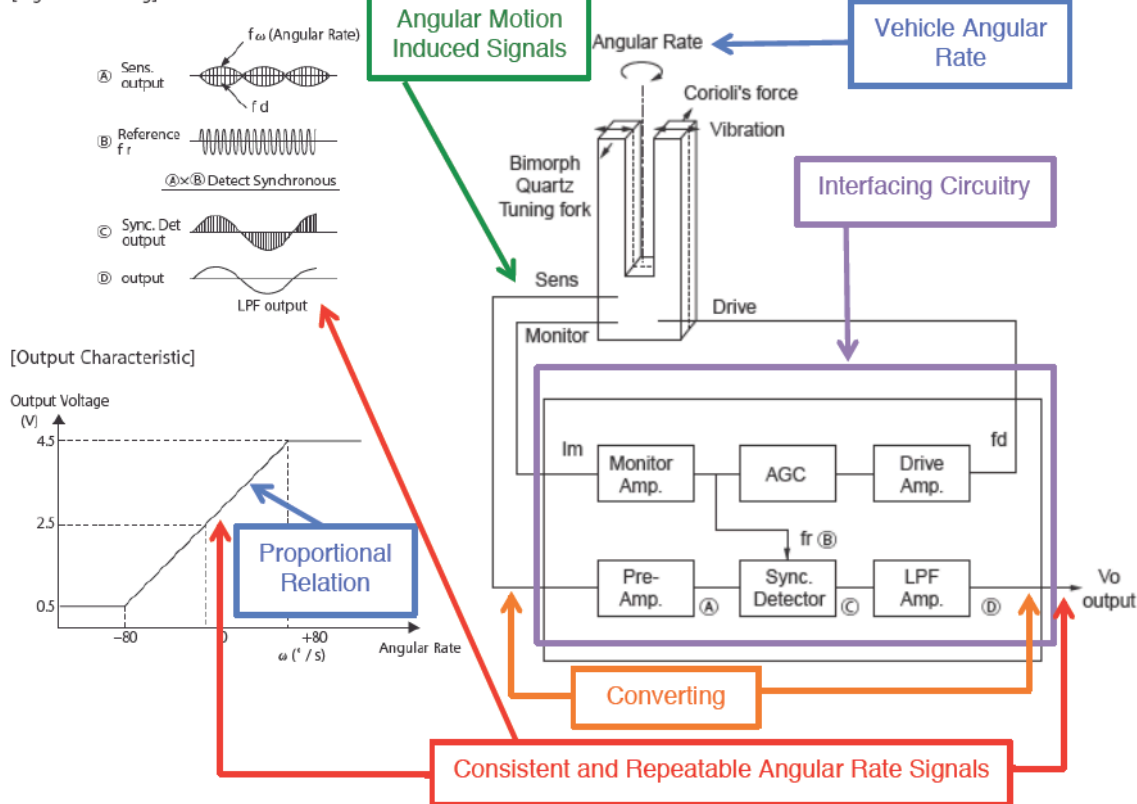 Angular Motion
Induced Signals
Angular Rate
Vehicle Angular
Rate
fω (Angular Rate)
Ⓐ Sens.
output
fd
Ⓑ Reference
fr
Ⓐ×Ⓑ Detect Synchronous
Ⓒ Sync. Det
output
Ⓓ output
LPF output
Corioli's force
Vibration
Bimorph
Quartz
Tuning fork
Interfacing Circuitry
Sens
Drive
Monitor
[Output Characteristic]
Output Voltage
(V)
4.5
2.5
0.5
-80
0
+80
ω (° / s)
Angular Rate
Proportional
Relation
Im
Monitor
Amp.
AGC
Drive
Amp.
fd
fr Ⓑ
Pre-
Amp.
Ⓐ
Sync.
Detector
Ⓒ
LPF
Amp.
Ⓓ
Vo
output
Converting
Consistent and Repeatable Angular Rate Signals